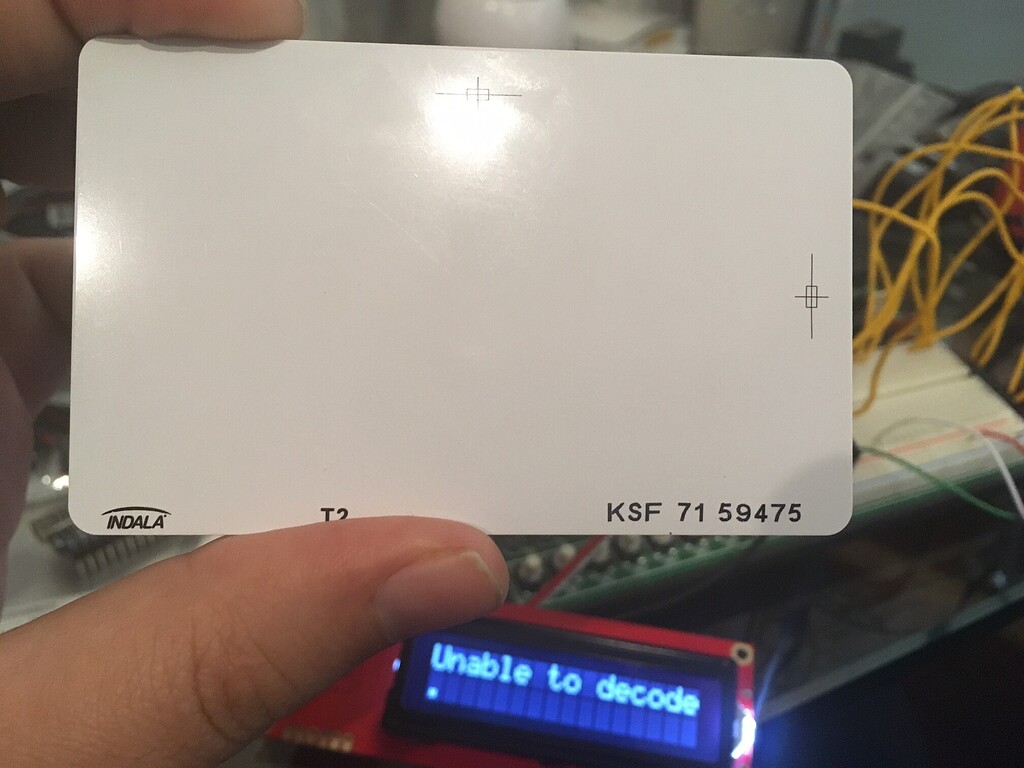 INDALA
T2
KSF 71 59475
Unable to decode
.